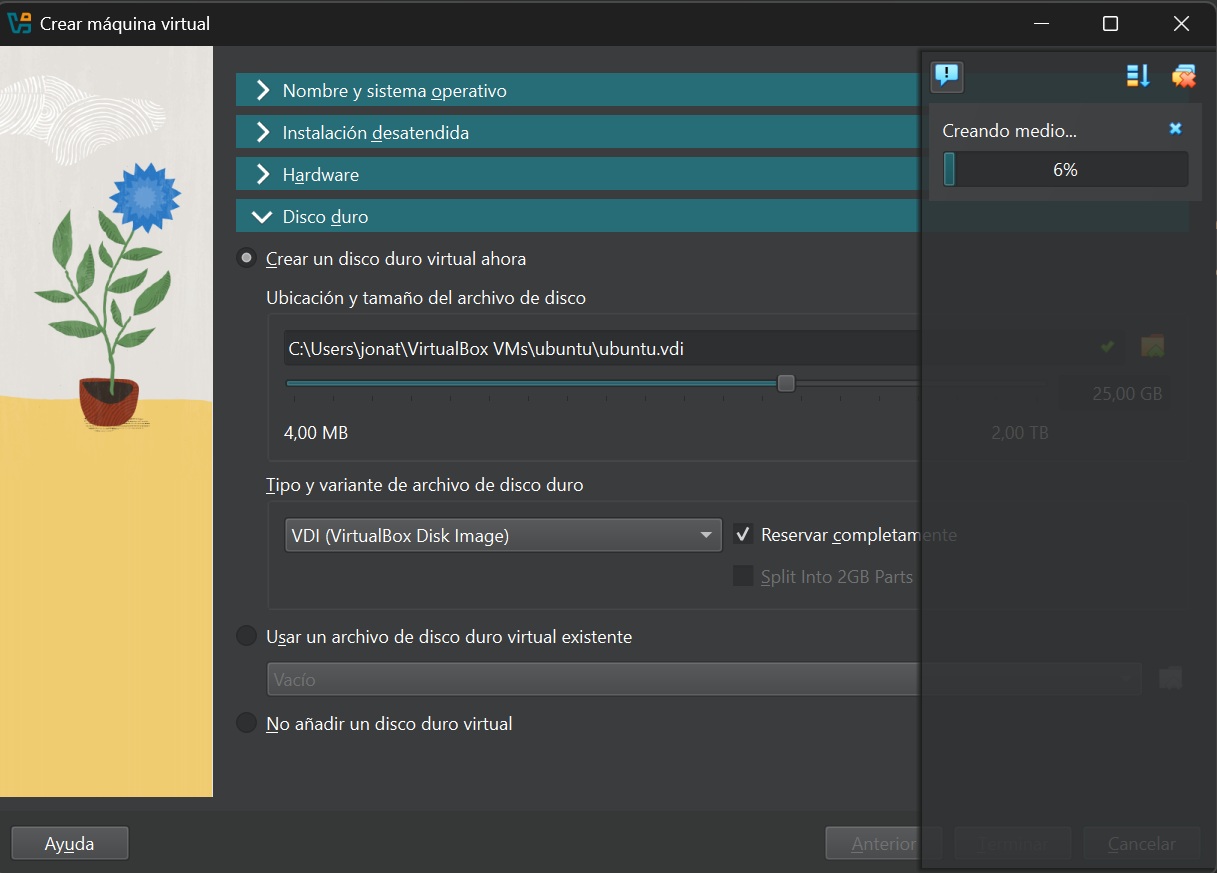 Crear máquina virtual
Nombre y sistema operativo
Instalación desatendida
Hardware
Disco duro
Creando medio...
6%
Crear un disco duro virtual ahora
Ubicación y tamaño del archivo de disco
C:\Users\jonat\VirtualBox VMs\ubuntu\ubuntu.vdi
25,00 GB
4,00 MB
2,00 TB
Tipo y variante de archivo de disco duro
VDI (VirtualBox Disk Image)
Reservar completamente
Split Into 2GB Parts
Usar un archivo de disco duro virtual existente
Vacío
No añadir un disco duro virtual
Ayuda
Anterior
Terminar
Cancelar